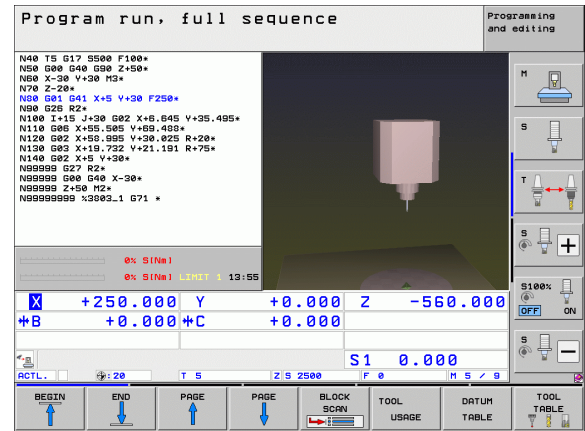 Program run, full sequence
Programming
and editing
N40 T5 G17 S500 F100*
N50 G00 G40 G90 Z+50*
N60 X-30 Y+30 M3*
N70 Z-20*
N80 G01 G41 X+5 Y+30 F250*
N90 G26 R2*
N100 I+15 J+30 G02 X+6.645 Y+35.495*
N110 G06 X+55.505 Y+69.488*
N120 G02 X+58.995 Y+30.025 R+20*
N130 G03 X+19.732 Y+21.191 R+75*
N140 G02 X+5 Y+30*
N99999 G27 R2*
N99999 G00 G40 X-30*
N99999 Z+50 M2*
N99999999 %3803_1 G71 *
0% S[Nm]
0% S[Nm] LIMIT 1 13:55
X +250.000 Y +0.000 Z -560.000
B +0.000 C +0.000
S1 0.000
ACTL. : 20 T 5 Z S 2500 F 0 M 5 / 9
M
S
T
S
S100%
OFF ON
S
BEGIN
END
PAGE
PAGE
BLOCK
SCAN
TOOL
USAGE
DATUM
TABLE
TOOL
TABLE